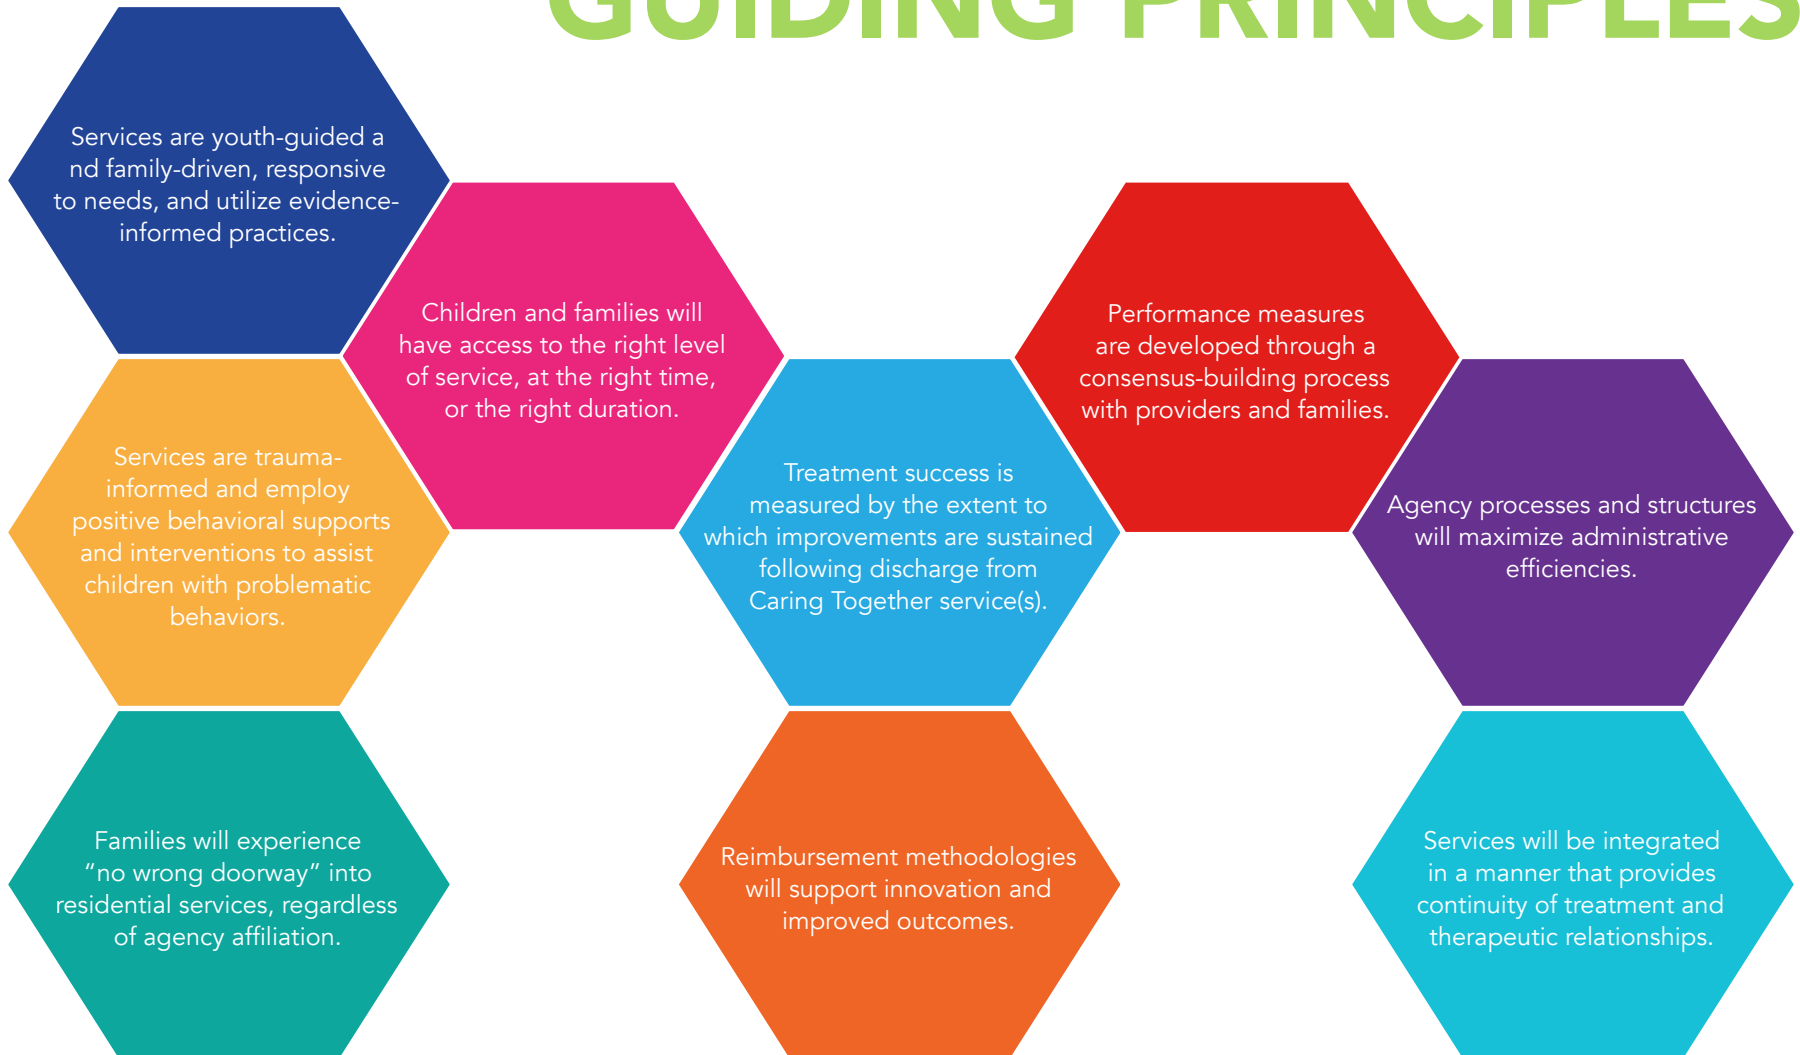 GUIDING PRINCIPLES
Services are youth-guided a
nd family-driven, responsive
to needs, and utilize evidence-
informed practices.
Children and families will
have access to the right level
of service, at the right time,
or the right duration.
Performance measures
are developed through a
consensus-building process
with providers and families.
Services are trauma-
informed and employ
positive behavioral supports
and interventions to assist
children with problematic
behaviors.
Treatment success is
measured by the extent to
which improvements are sustained
following discharge from
Caring Together service(s).
Agency processes and structures
will maximize administrative
efficiencies.
Families will experience
“no wrong doorway” into
residential services, regardless
of agency affiliation.
Reimbursement methodologies
will support innovation and
improved outcomes.
Services will be integrated
in a manner that provides
continuity of treatment and
therapeutic relationships.